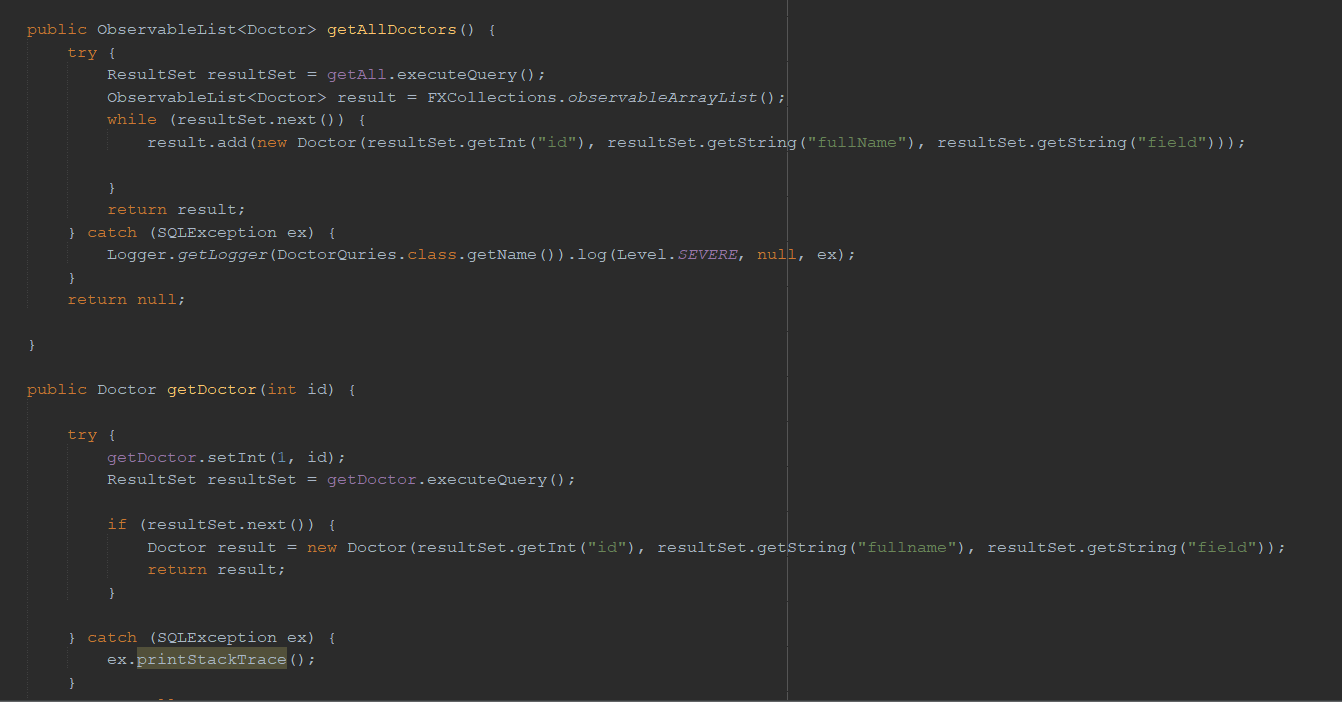 public ObservableList<Doctor> getAllDoctors() {
try {
ResultSet resultSet = getAll.executeQuery();
ObservableList<Doctor> result = FXCollections.observableArrayList();
while (resultSet.next()) {
result.add(new Doctor(resultSet.getInt("id"), resultSet.getString("fullName"), resultSet.getString("field")));
}
return result;
} catch (SQLException ex) {
Logger.getLogger(DoctorQuries.class.getName()).log(Level.SEVERE, null, ex);
}
return null;
}
public Doctor getDoctor(int id) {
try {
getDoctor.setInt(1, id);
ResultSet resultSet = getDoctor.executeQuery();
if (resultSet.next()) {
Doctor result = new Doctor(resultSet.getInt("id"), resultSet.getString("fullname"), resultSet.getString("field"));
return result;
}
} catch (SQLException ex) {
ex.printStackTrace();
}